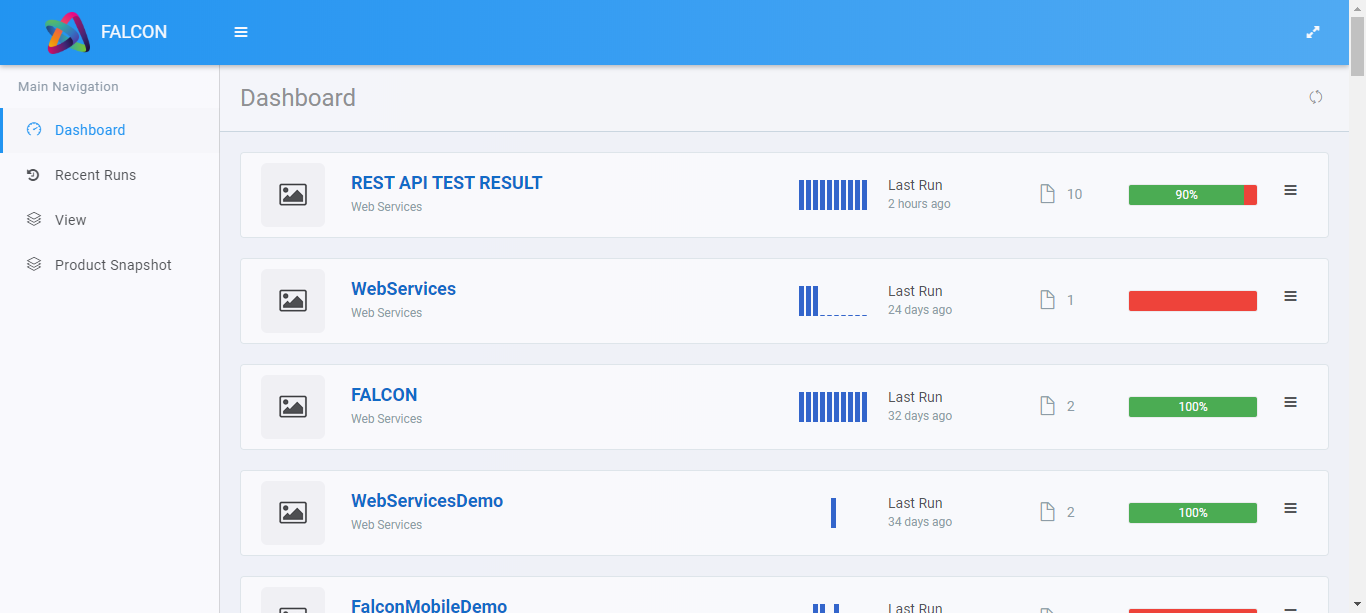 FALCON
Main Navigation
Dashboard
Recent Runs
View
Product Snapshot
Dashboard
REST API TEST RESULT
Web Services
Last Run
2 hours ago
10
90%
WebServices
Web Services
Last Run
24 days ago
1
FALCON
Web Services
Last Run
32 days ago
2
100%
WebServicesDemo
Web Services
Last Run
34 days ago
2
100%
FalconMobileDemo
Last Run